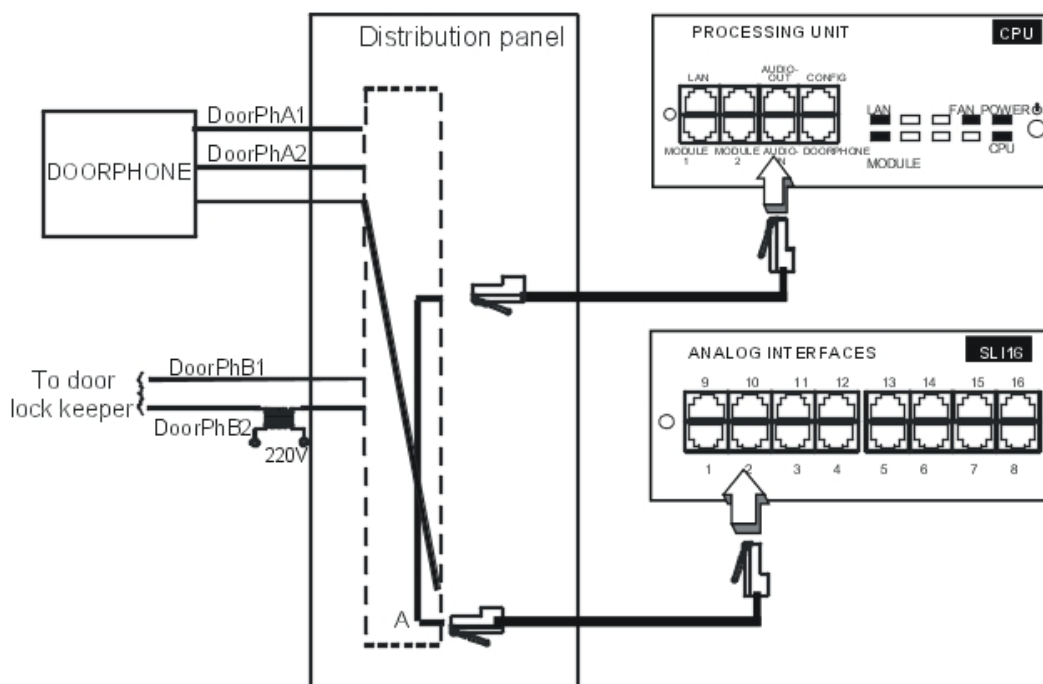 Distribution panel
DOORPHONE
DoorPhA1
DoorPhA2
To door
lock keeper
DoorPhB1
DoorPhB2
220V
A
PROCESSING UNIT
CPU
LAN
AUDIO-
OUT
CONFIG
MODULE
1
MODULE
2
AUDIO-
IN
DOORPHONE
LAN
FAN
POWER
CPU
MODULE
ANALOG INTERFACES
SLI16
9 10 11 12 13 14 15 16
1 2 3 4 5 6 7 8